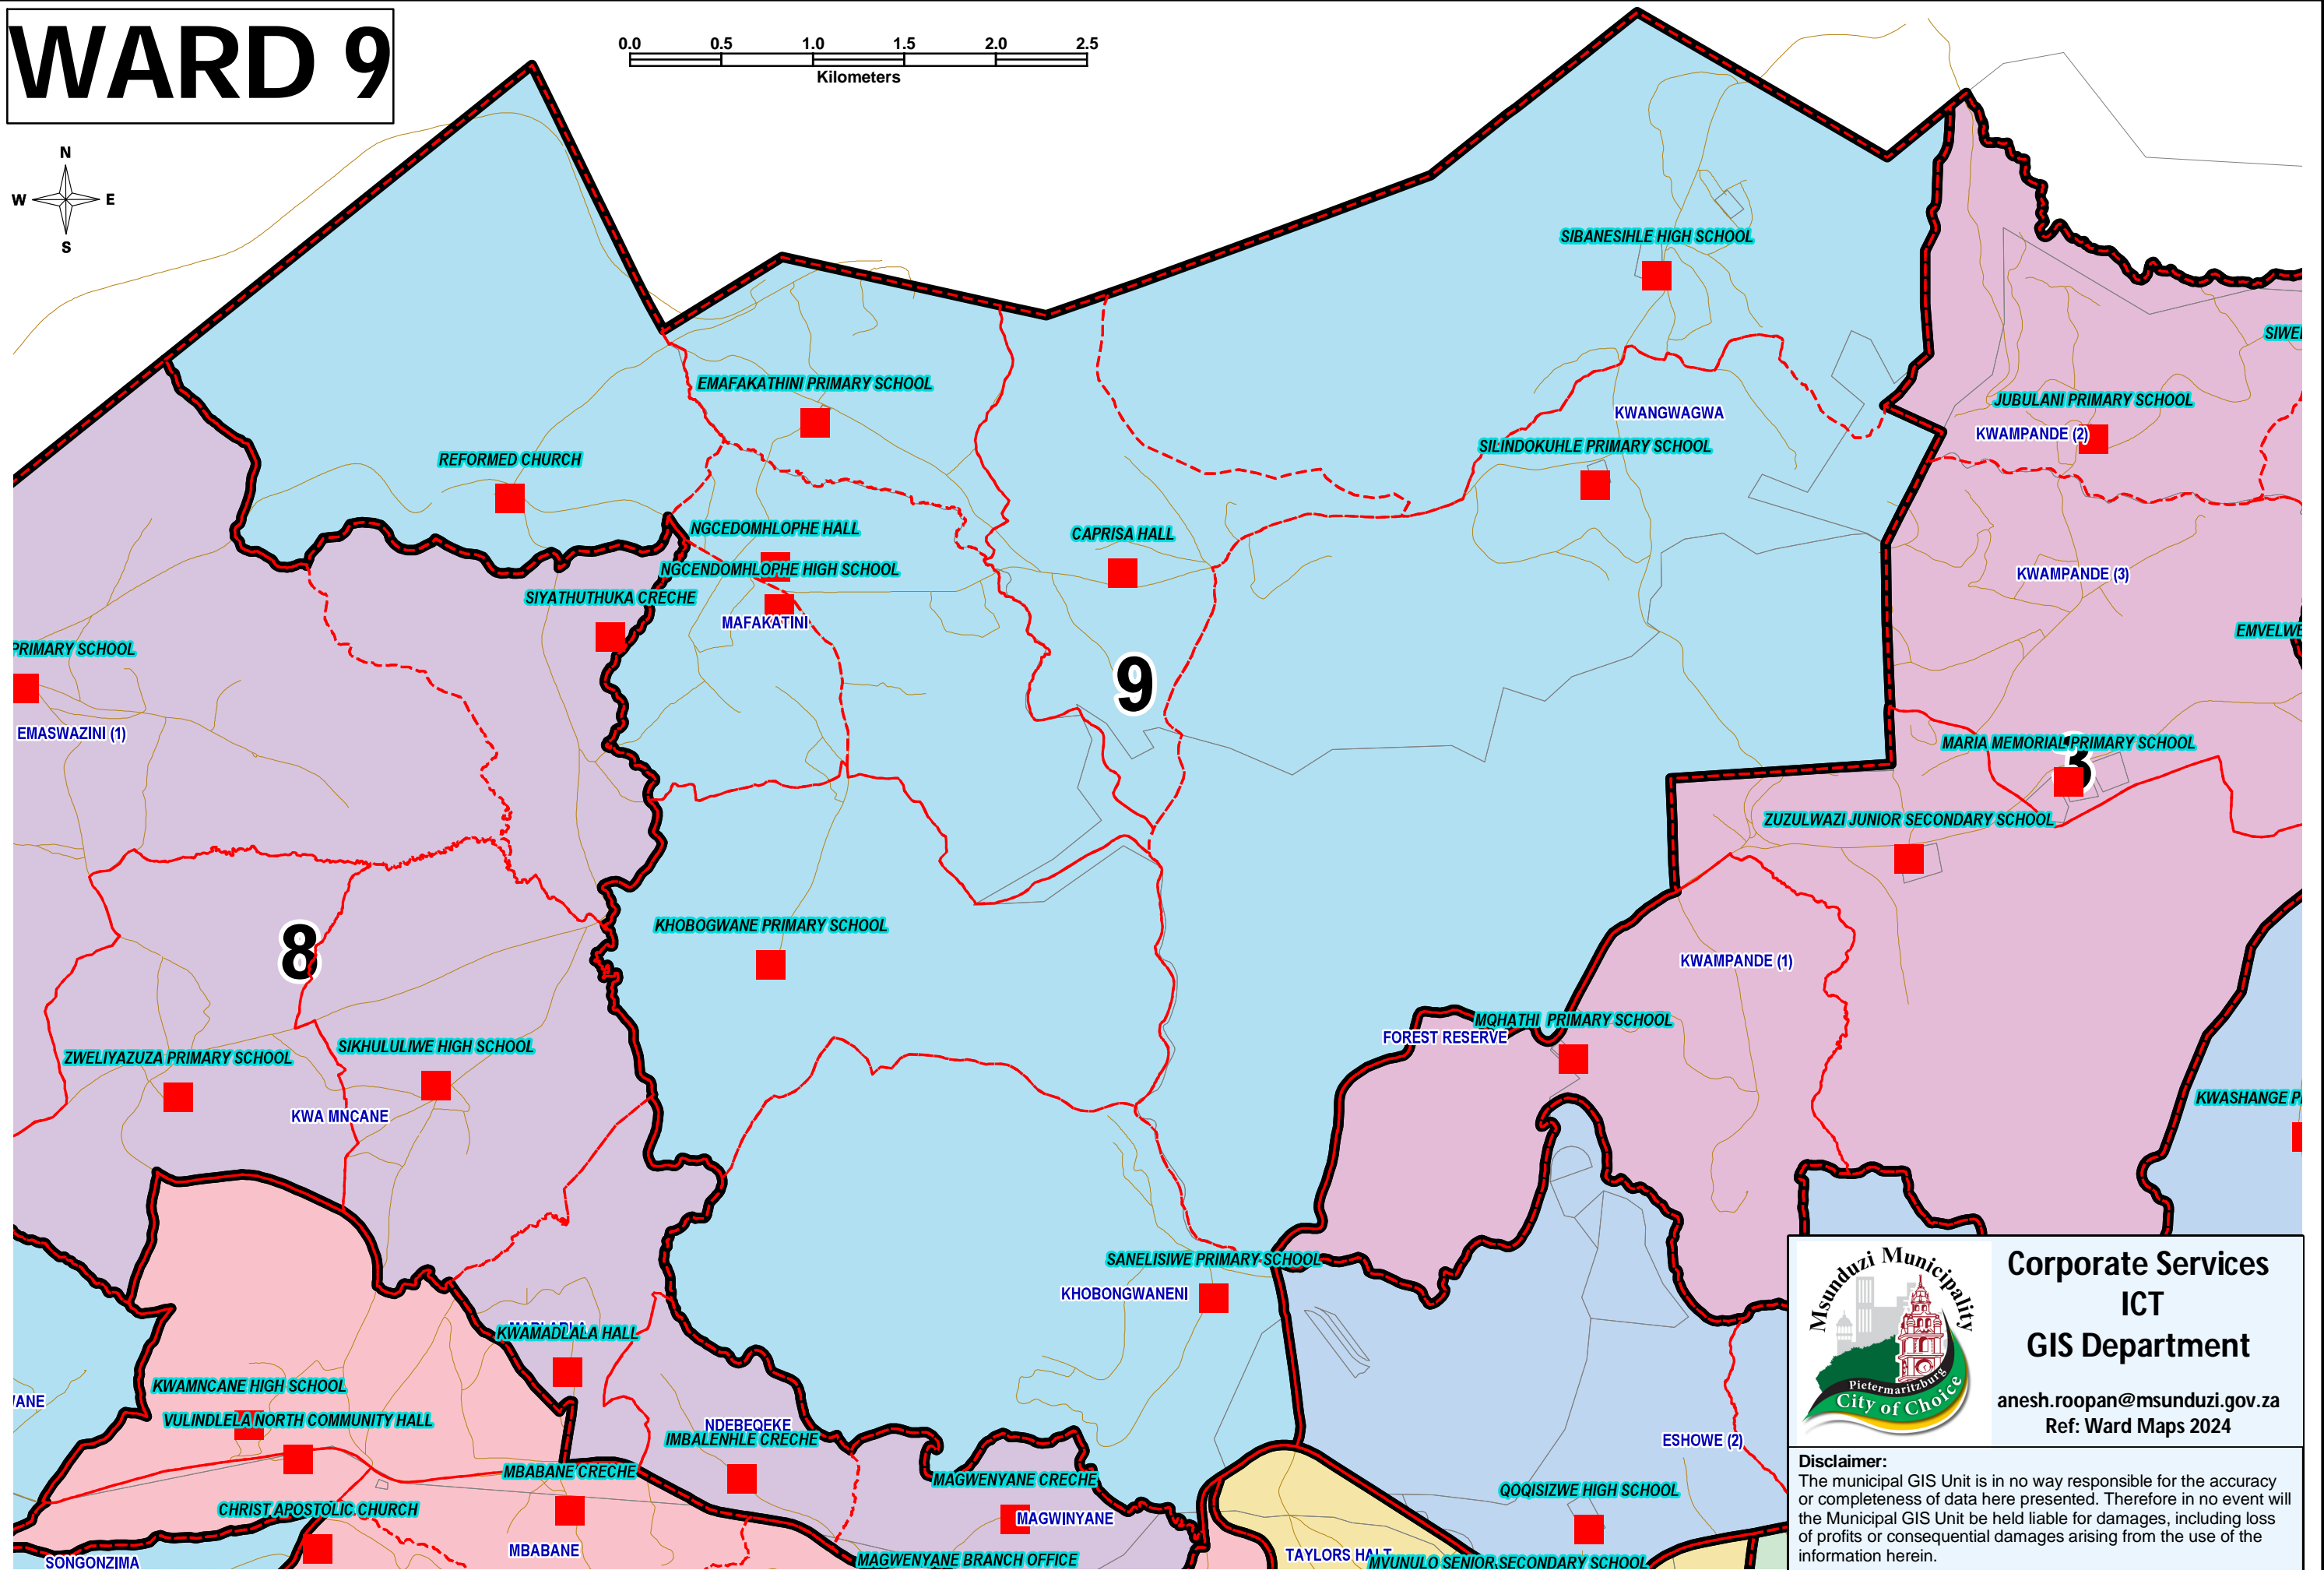 WARD 9
0.0 0.5 1.0 1.5 2.0 2.5
Kilometers
N
W E
S
SIBANESIHLE HIGH SCHOOL
SIWE
EMAFAKATHINI PRIMARY SCHOOL
JUBULANI PRIMARY SCHOOL
KWANGWAGWA
KWAMPANDE (2)
SILINDOKUHLE PRIMARY SCHOOL
REFORMED CHURCH
NGCEDOMHLOPHE HALL
CAPRISA HALL
NGCENDOMHLOPHE HIGH SCHOOL
KWAMPANDE (3)
SIYATHUTHUKA CRECHE
MAFAKATINI
EMVELWE
PRIMARY SCHOOL
9
EMASWAZINI (1)
MARIA MEMORIAL PRIMARY SCHOOL
3
ZUZULWAZI JUNIOR SECONDARY SCHOOL
KHOBOGWANE PRIMARY SCHOOL
8
KWAMPANDE (1)
MQHATHI PRIMARY SCHOOL
FOREST RESERVE
SIKHULULIWE HIGH SCHOOL
ZWELIYAZUZA PRIMARY SCHOOL
KWASHANGE P
KWA MNCANE
SANELISIWE PRIMARY SCHOOL
KHOBONGWANENI
KWAMADLALA HALL
KWAMNCANE HIGH SCHOOL
WANE
VULINDLELA NORTH COMMUNITY HALL
NDEBEQEKE
IMBALENHLE CRECHE
ESHOWE (2)
MBABANE CRECHE
MAGWENYANE CRECHE
QOQISIZWE HIGH SCHOOL
CHRIST APOSTOLIC CHURCH
MAGWINYANE
MBABANE
TAYLORS HALT
SONGONZIMA
MAGWENYANE BRANCH OFFICE
MVUNULO SENIOR SECONDARY SCHOOL
Msunduzi Municipality
Pietermaritzburg
City of Choice
Corporate Services
ICT
GIS Department
anesh.roopan@msunduzi.gov.za
Ref: Ward Maps 2024
Disclaimer:
The municipal GIS Unit is in no way responsible for the accuracy
or completeness of data here presented. Therefore in no event will
the Municipal GIS Unit be held liable for damages, including loss
of profits or consequential damages arising from the use of the
information herein.